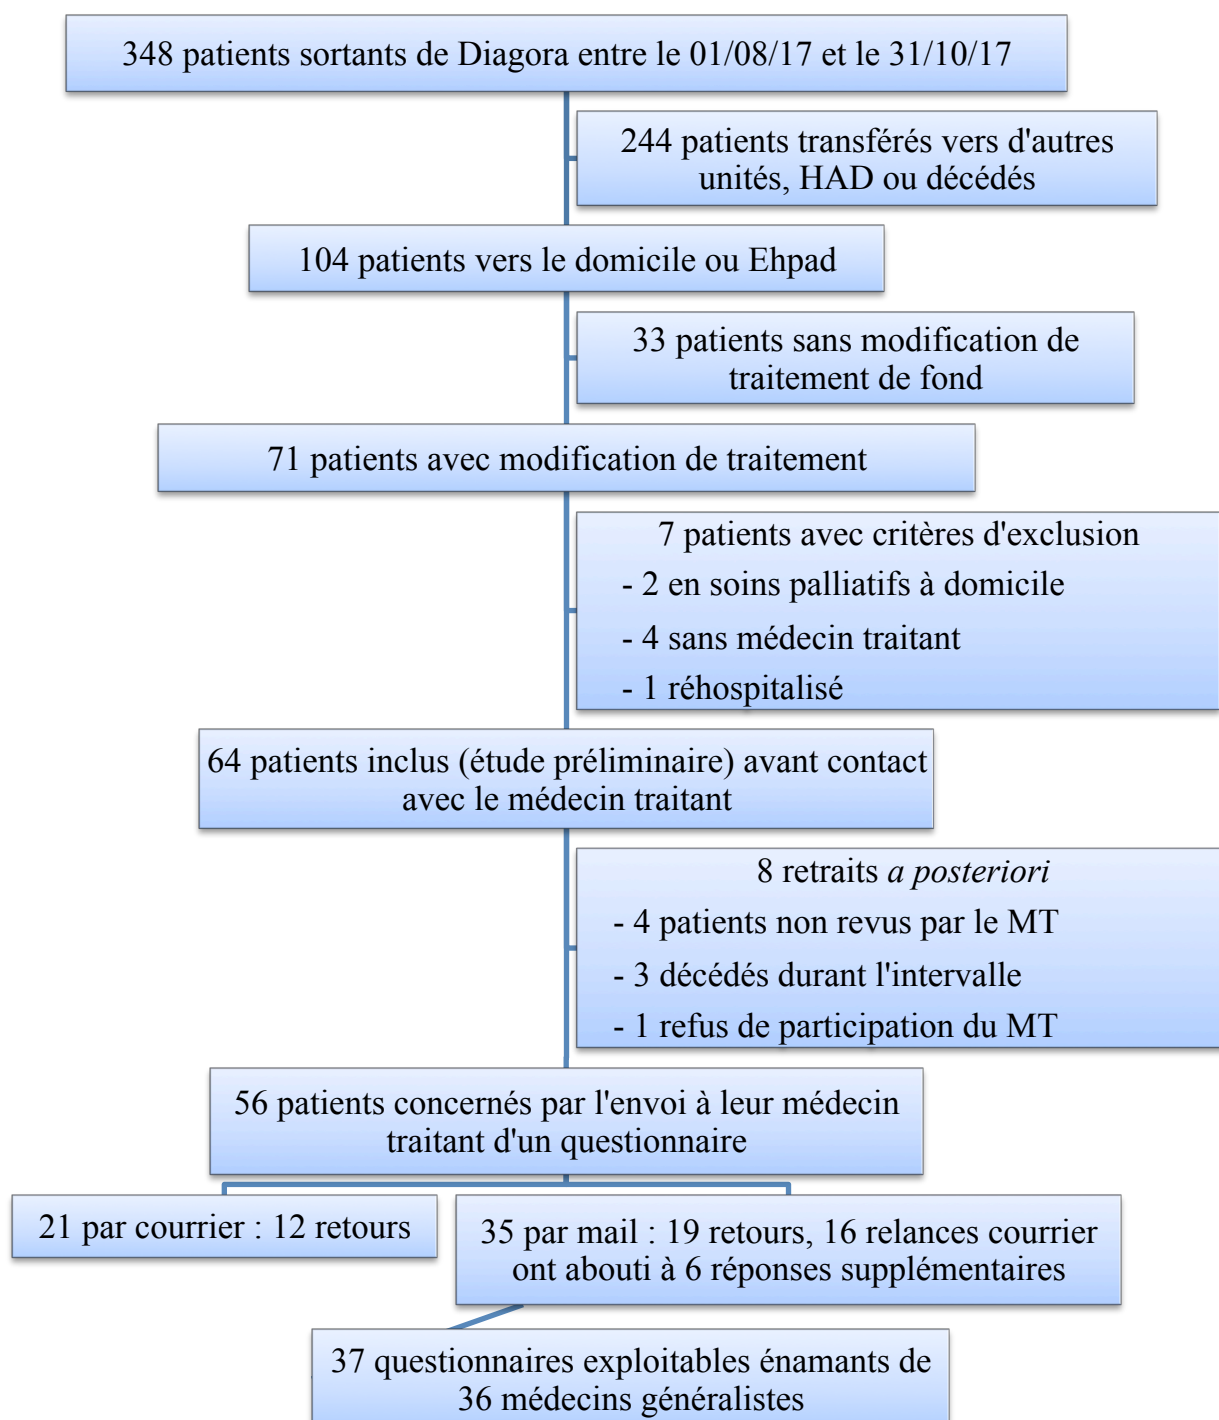 348 patients sortants de Diagora entre le 01/08/17 et le 31/10/17
244 patients transférés vers d'autres
unités, HAD ou décédés
104 patients vers le domicile ou Ehpad
33 patients sans modification de
traitement de fond
71 patients avec modification de traitement
7 patients avec critères d'exclusion
- 2 en soins palliatifs à domicile
- 4 sans médecin traitant
- 1 réhospitalisé
64 patients inclus (étude préliminaire) avant contact
avec le médecin traitant
8 retraits a posteriori
- 4 patients non revus par le MT
- 3 décédés durant l'intervalle
- 1 refus de participation du MT
56 patients concernés par l'envoi à leur médecin
traitant d'un questionnaire
21 par courrier : 12 retours
35 par mail : 19 retours, 16 relances courrier
ont abouti à 6 réponses supplémentaires
37 questionnaires exploitables énamants de
36 médecins généralistes